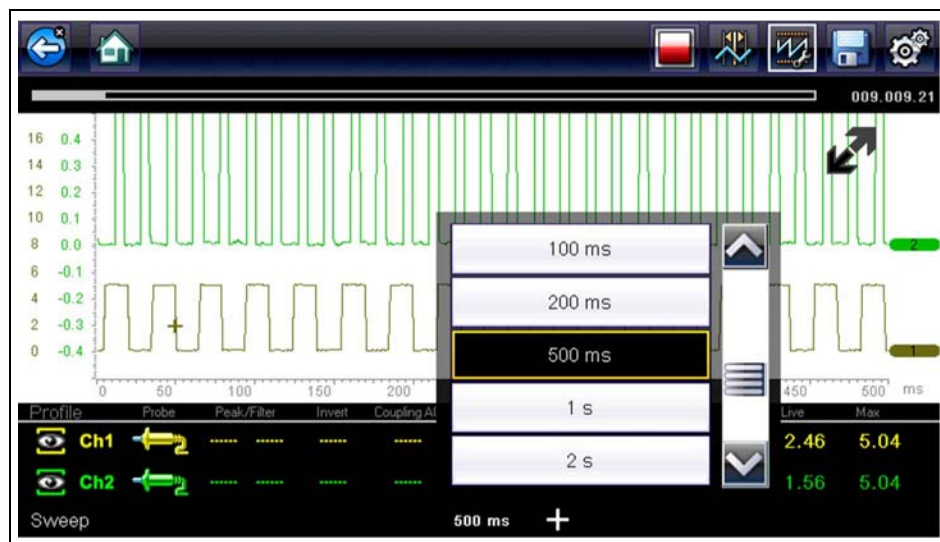 009.009.21
16 0.4
14 0.3
12 0.2
10 0.1
8 0.0
6 -0.1
4 -0.2
2 -0.3
0 -0.4
2
1
100 ms
200 ms
500 ms
1 s
2 s
0 50 100 150 200 450 500 ms
Profile Probe Peak/Filter Invert Coupling AC Live Max
Ch1 ------ ------ ------ ------ 2.46 5.04
Ch2 ------ ------ ------ ------ 1.56 5.04
Sweep 500 ms +